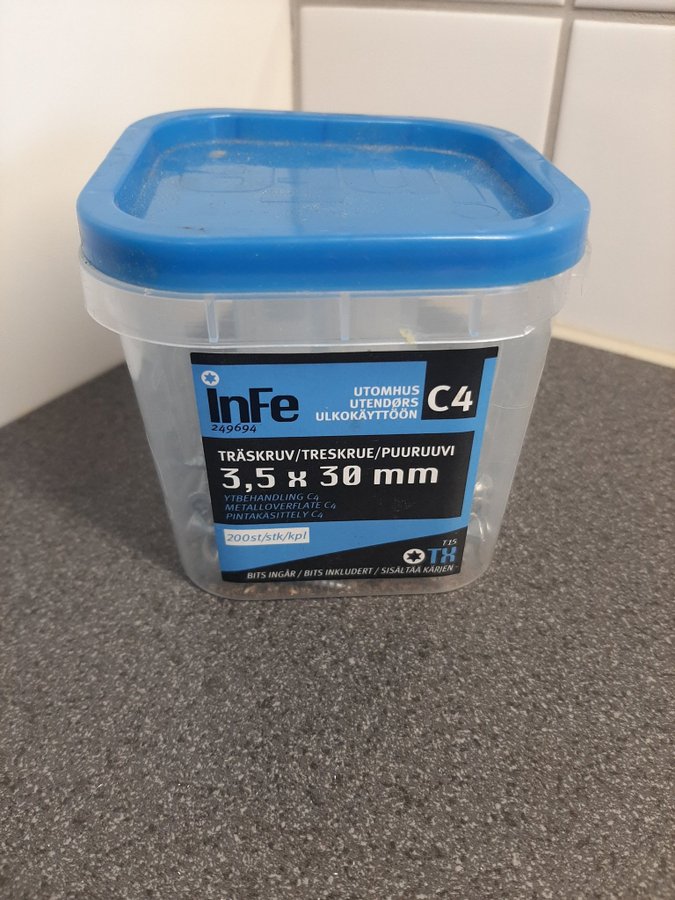 InFe
249694
UTOMHUS
UTENDØRS
ULKOKÄYTTÖÖN
C4
TRÄSKRUV/TRESKRUE/PUURUUVI
3,5 x 30 mm
YTBEHANDLING C4
METALLOVERFLATE C4
PINTAKÄSITTELY C4
200st/stk/kpl
T15
TX
BITS INGÅR / BITS INKLUDERT / SISÄLTÄÄ KÄRJEN